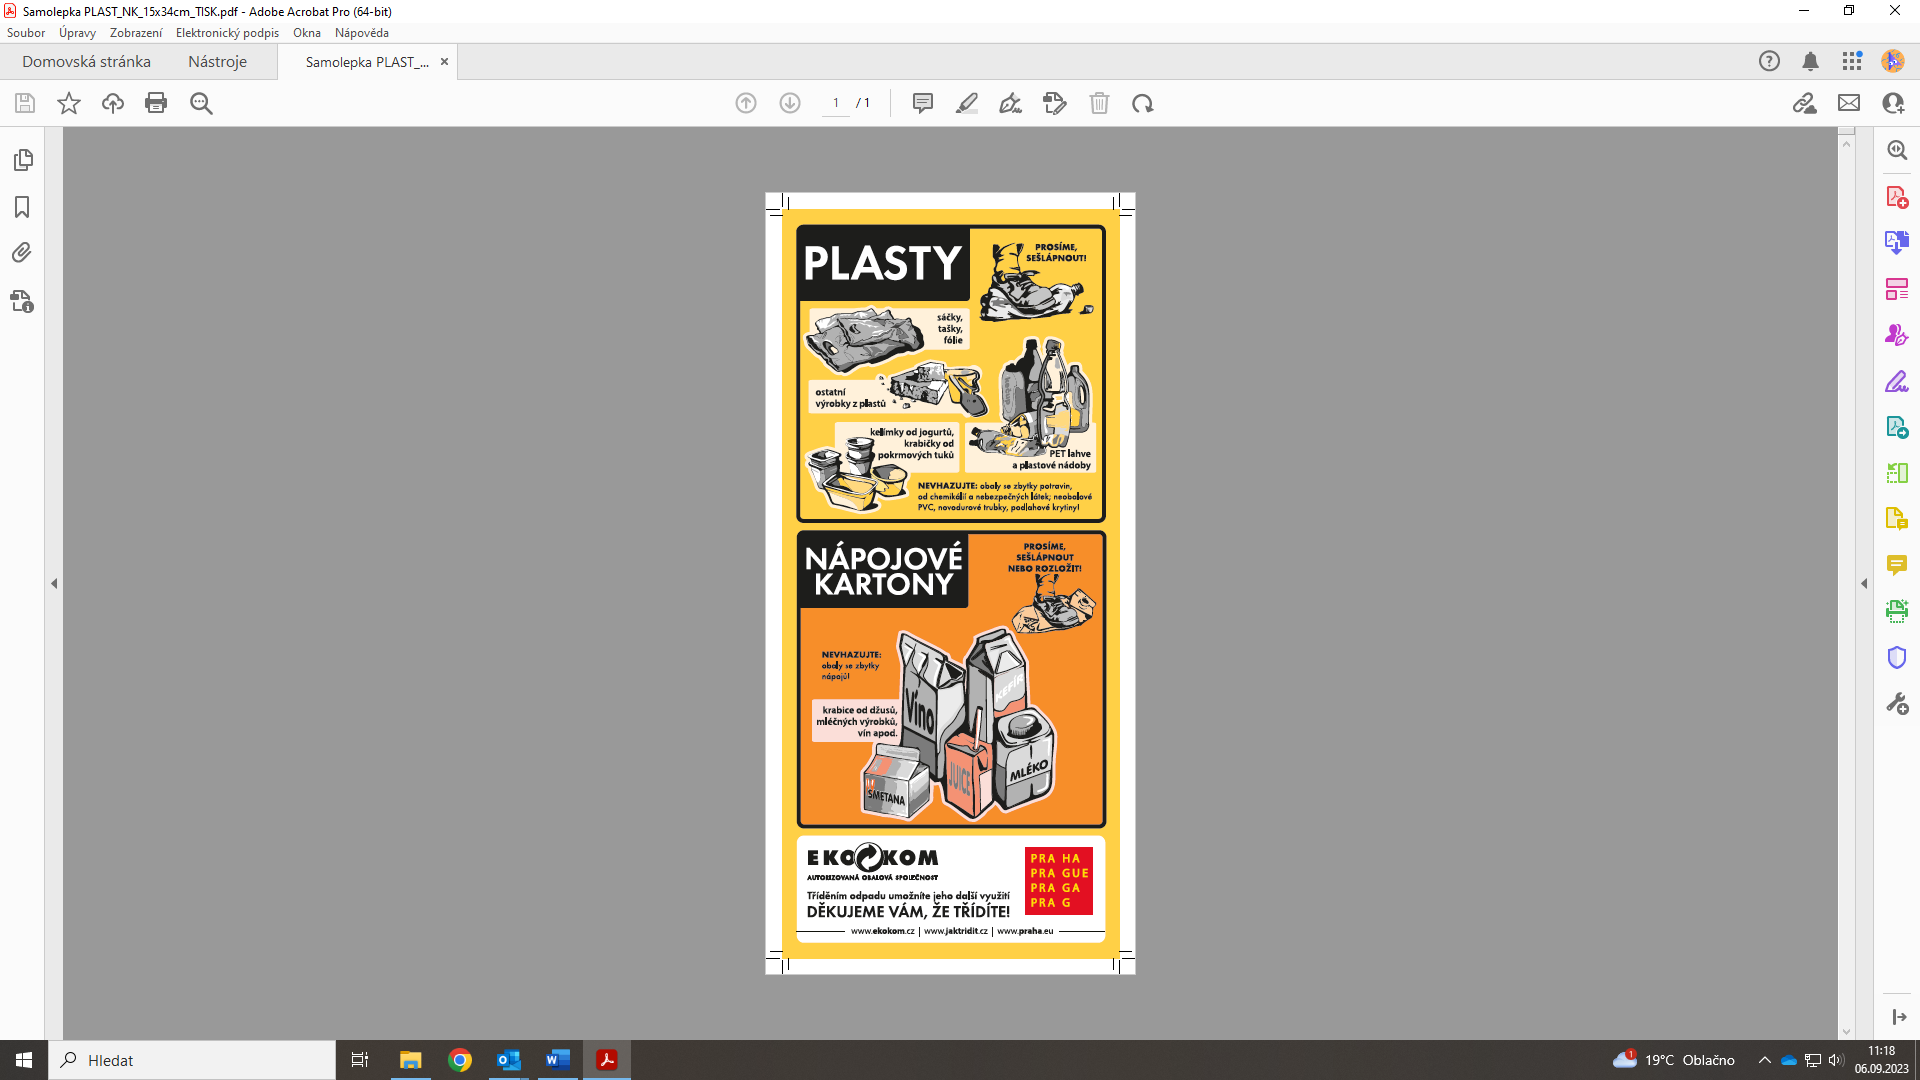 Samolepka PLAST_NK_15x34cm_TISK.pdf - Adobe Acrobat Pro (64-bit)
Soubor Úpravy Zobrazení Elektronický podpis Okna Nápověda
Domovská stránka Nástroje Samolepka PLAST_... ×
1 / 1
PLASTY
PROSÍME,
SEŠLÁPNOUT!
sáčky,
tašky,
fólie
ostatní
výrobky z plastů
kelímky od jogurtů,
krabičky od
pokrmových tuků
PET lahve
a plastové nádoby
NEVHAZUJTE: obaly se zbytky potravin,
od chemikálií a nebezpečných látek; neobalové
PVC, novodurové trubky, podlahové krytiny!
NÁPOJOVÉ
KARTONY
PROSÍME,
SEŠLÁPNOUT
NEBO ROZLOŽIT!
NEVHAZUJTE:
obaly se zbytky
nápojů!
krabice od džusů,
mléčných výrobků,
vín apod.
Víno
KEFÍR
SMETANA
JUICE
MLÉKO
EKO KOM
AUTORIZOVANÁ OBALOVÁ SPOLEČNOST
Tříděním odpadu umožníte jeho další využití
DĚKUJEME VÁM, ŽE TŘÍDÍTE!
PRA HA
PRA GUE
PRA GA
PRA G
www.ekokom.cz | www.jaktridit.cz | www.praha.eu
Hledat
1
19°C Oblačno
11:18
06.09.2023